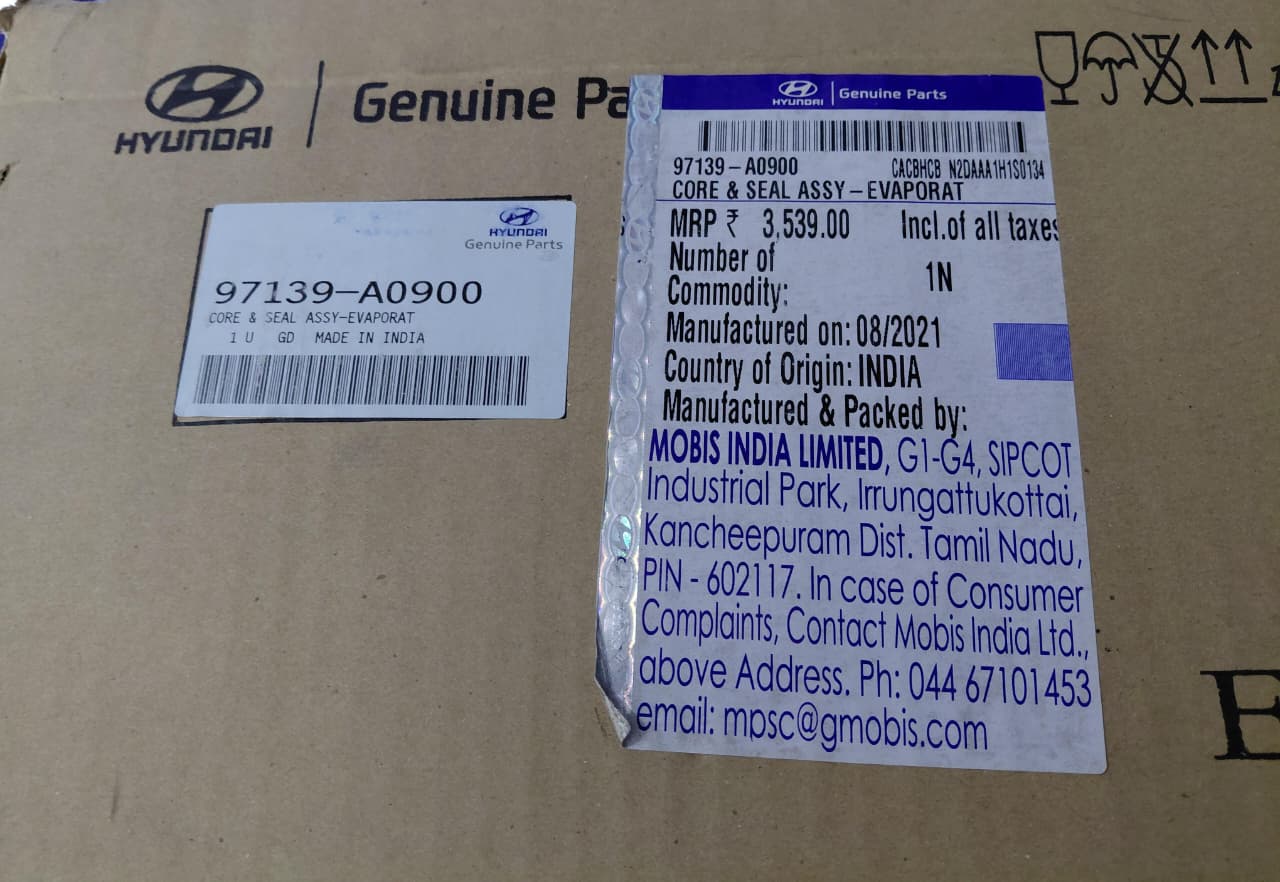 HYUNDAI
Genuine Pa
HYUNDAI
Genuine Parts
97139-A0900
CORE & SEAL ASSY-EVAPORAT
1 U GD MADE IN INDIA
HYUNDAI Genuine Parts
97139-A0900 CACBHCB N2DAAA1H1S0134
CORE & SEAL ASSY-EVAPORAT
MRP ₹ 3,539.00 Incl.of all taxes
Number of
Commodity: 1N
Manufactured on: 08/2021
Country of Origin: INDIA
Manufactured & Packed by:
MOBIS INDIA LIMITED, G1-G4, SIPCOT
Industrial Park, Irrungattukottai,
Kancheepuram Dist. Tamil Nadu,
PIN - 602117. In case of Consumer
Complaints, Contact Mobis India Ltd.,
above Address. Ph: 044 67101453
email: mpsc@gmobis.com
E